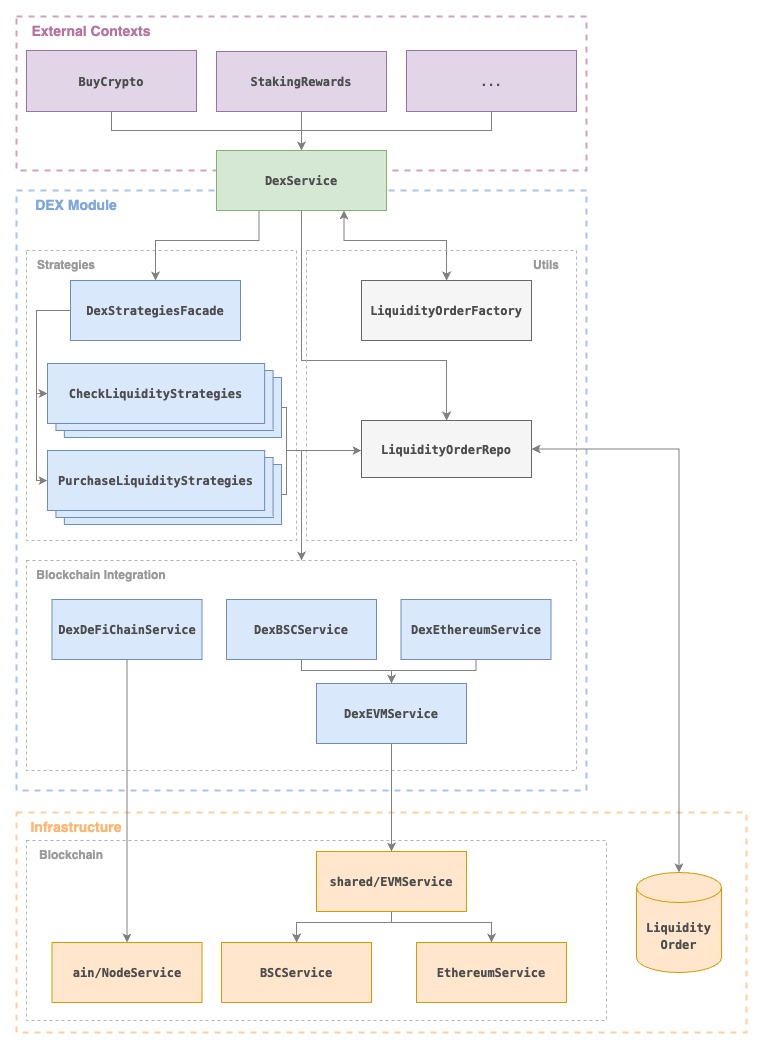 External Contexts
BuyCrypto
StakingRewards
...
DexService
DEX Module
Strategies
Utils
DexStrategiesFacade
LiquidityOrderFactory
CheckLiquidityStrategies
LiquidityOrderRepo
PurchaseLiquidityStrategies
Blockchain Integration
DexDeFiChainService
DexBSCService
DexEthereumService
DexEVMService
Infrastructure
Blockchain
shared/EVMService
Liquidity
Order
ain/NodeService
BSCService
EthereumService